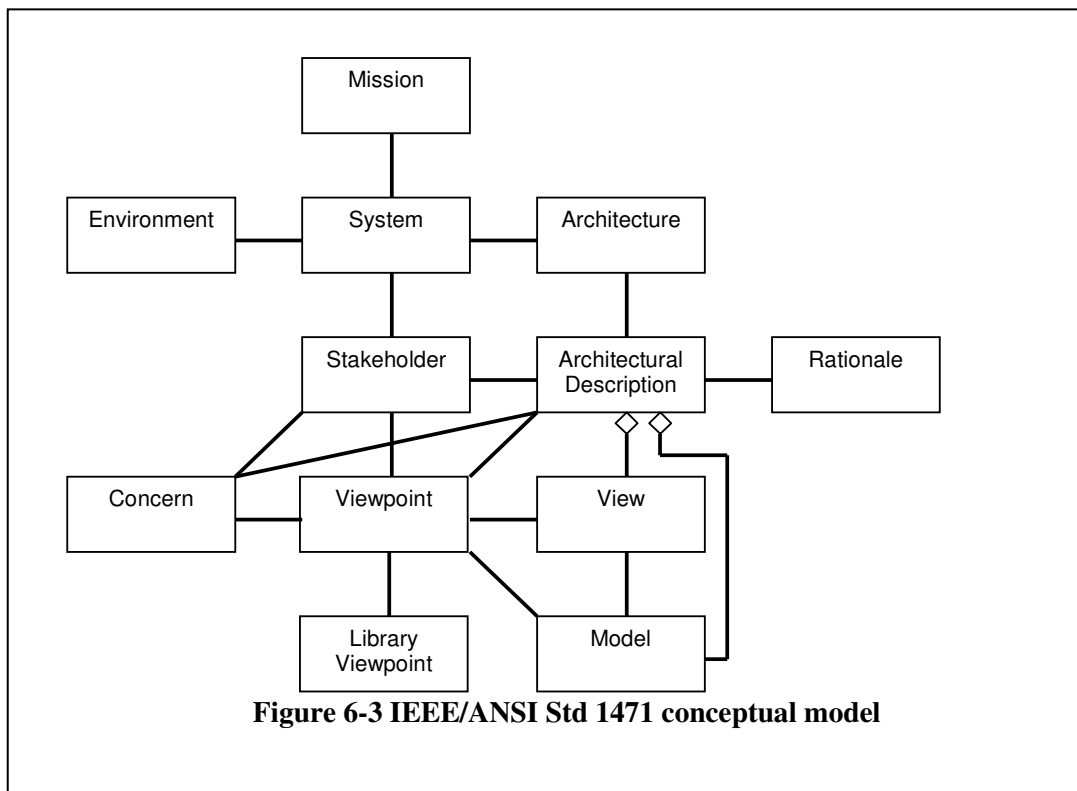 Mission
Environment
System
Architecture
Stakeholder
Architectural
Description
Rationale
Concern
Viewpoint
View
Library
Viewpoint
Model
Figure 6-3 IEEE/ANSI Std 1471 conceptual model